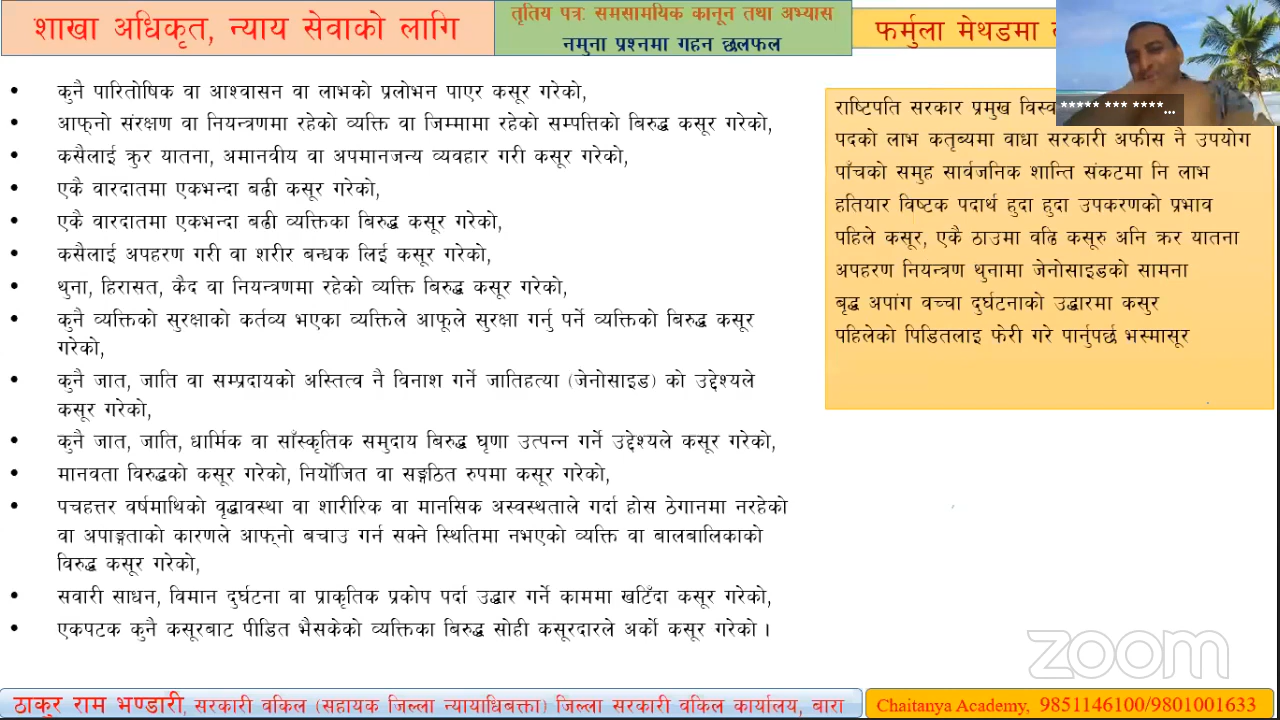 शाखा अधिकृत, न्याय सेवाको लागि
तृतिय पत्र: समसामयिक कानून तथा अभ्यास
नमुना प्रश्नमा गहन छलफल
फर्मुला मेथडमा
***** *** ****...
• कुनै पारितोषिक वा आश्वासन वा लाभको प्रलोभन पाएर कसूर गरेको,
• आफ्‌नो संरक्षण वा नियन्त्रणमा रहेको व्यक्ति वा जिम्मामा रहेको सम्पत्तिको बिरुद्ध कसूर गरेको,
• कसैलाई क्रुर यातना, अमानवीय वा अपमानजन्य व्यवहार गरी कसूर गरेको,
• एकै वारदातमा एकभन्दा बढी कसूर गरेको,
• एकै वारदातमा एकभन्दा बढी व्यक्तिका बिरुद्ध कसूर गरेको,
• कसैलाई अपहरण गरी वा शरीर बन्धक लिई कसूर गरेको,
• थुना, हिरासत, कैद वा नियन्त्रणमा रहेको व्यक्ति बिरुद्ध कसूर गरेको,
• कुनै व्यक्तिको सुरक्षाको कर्तव्य भएका व्यक्तिले आफूले सुरक्षा गर्नु पर्ने व्यक्तिको बिरुद्ध कसूर
गरेको,
• कुनै जात, जाति वा सम्प्रदायको अस्तित्व नै विनाश गर्ने जातिहत्या (जेनोसाइड) को उद्देश्यले
कसूर गरेको,
• कुनै जात, जाति, धार्मिक वा साँस्कृतिक समुदाय बिरुद्ध घृणा उत्पन्न गर्ने उद्देश्यले कसूर गरेको,
• मानवता विरुद्धको कसूर गरेको, नियोँजित वा सङ्गठित रुपमा कसूर गरेको,
• पचहत्तर वर्षमाथिको वृद्धावस्था वा शारीरिक वा मानसिक अस्वस्थताले गर्दा होस ठेगानमा नरहेको
वा अपाङ्गताको कारणले आफ्‌नो बचाउ गर्न सक्ने स्थितिमा नभएको व्यक्ति वा बालबालिकाको
विरुद्ध कसूर गरेको,
• सवारी साधन, विमान दुर्घटना वा प्राकृतिक प्रकोप पर्दा उद्धार गर्ने काममा खटिँदा कसूर गरेको,
• एकपटक कुनै कसूरबाट पीडित भैसकेको व्यक्तिका बिरुद्ध सोही कसूरदारले अर्को कसूर गरेको ।
राष्टिपति सरकार प्रमुख विस्व
पदको लाभ कतृब्यमा वाधा सरकारी अफीस नै उपयोग
पाँचको समुह सार्वजनिक शान्ति संकटमा नि लाभ
हतियार विष्टक पदार्थ हुदा हुदा उपकरणको प्रभाव
पहिले कसूर, एकै ठाउमा वढि कसूरु अनि क्रर यातना
अपहरण नियन्त्रण थुनामा जेनोसाइडको सामना
बृद्ध अपांग वच्चा दुर्घटनाको उद्धारमा कसुर
पहिलेको पिडितलाइ फेरी गरे पार्नुपर्छ भस्मासूर
zoom
ठाकुर राम भण्डारी, सरकारी वकिल (सहायक जिल्ला न्यायाधिबक्ता) जिल्ला सरकारी वकिल कार्यालय, बारा
Chaitanya Academy, 9851146100/9801001633